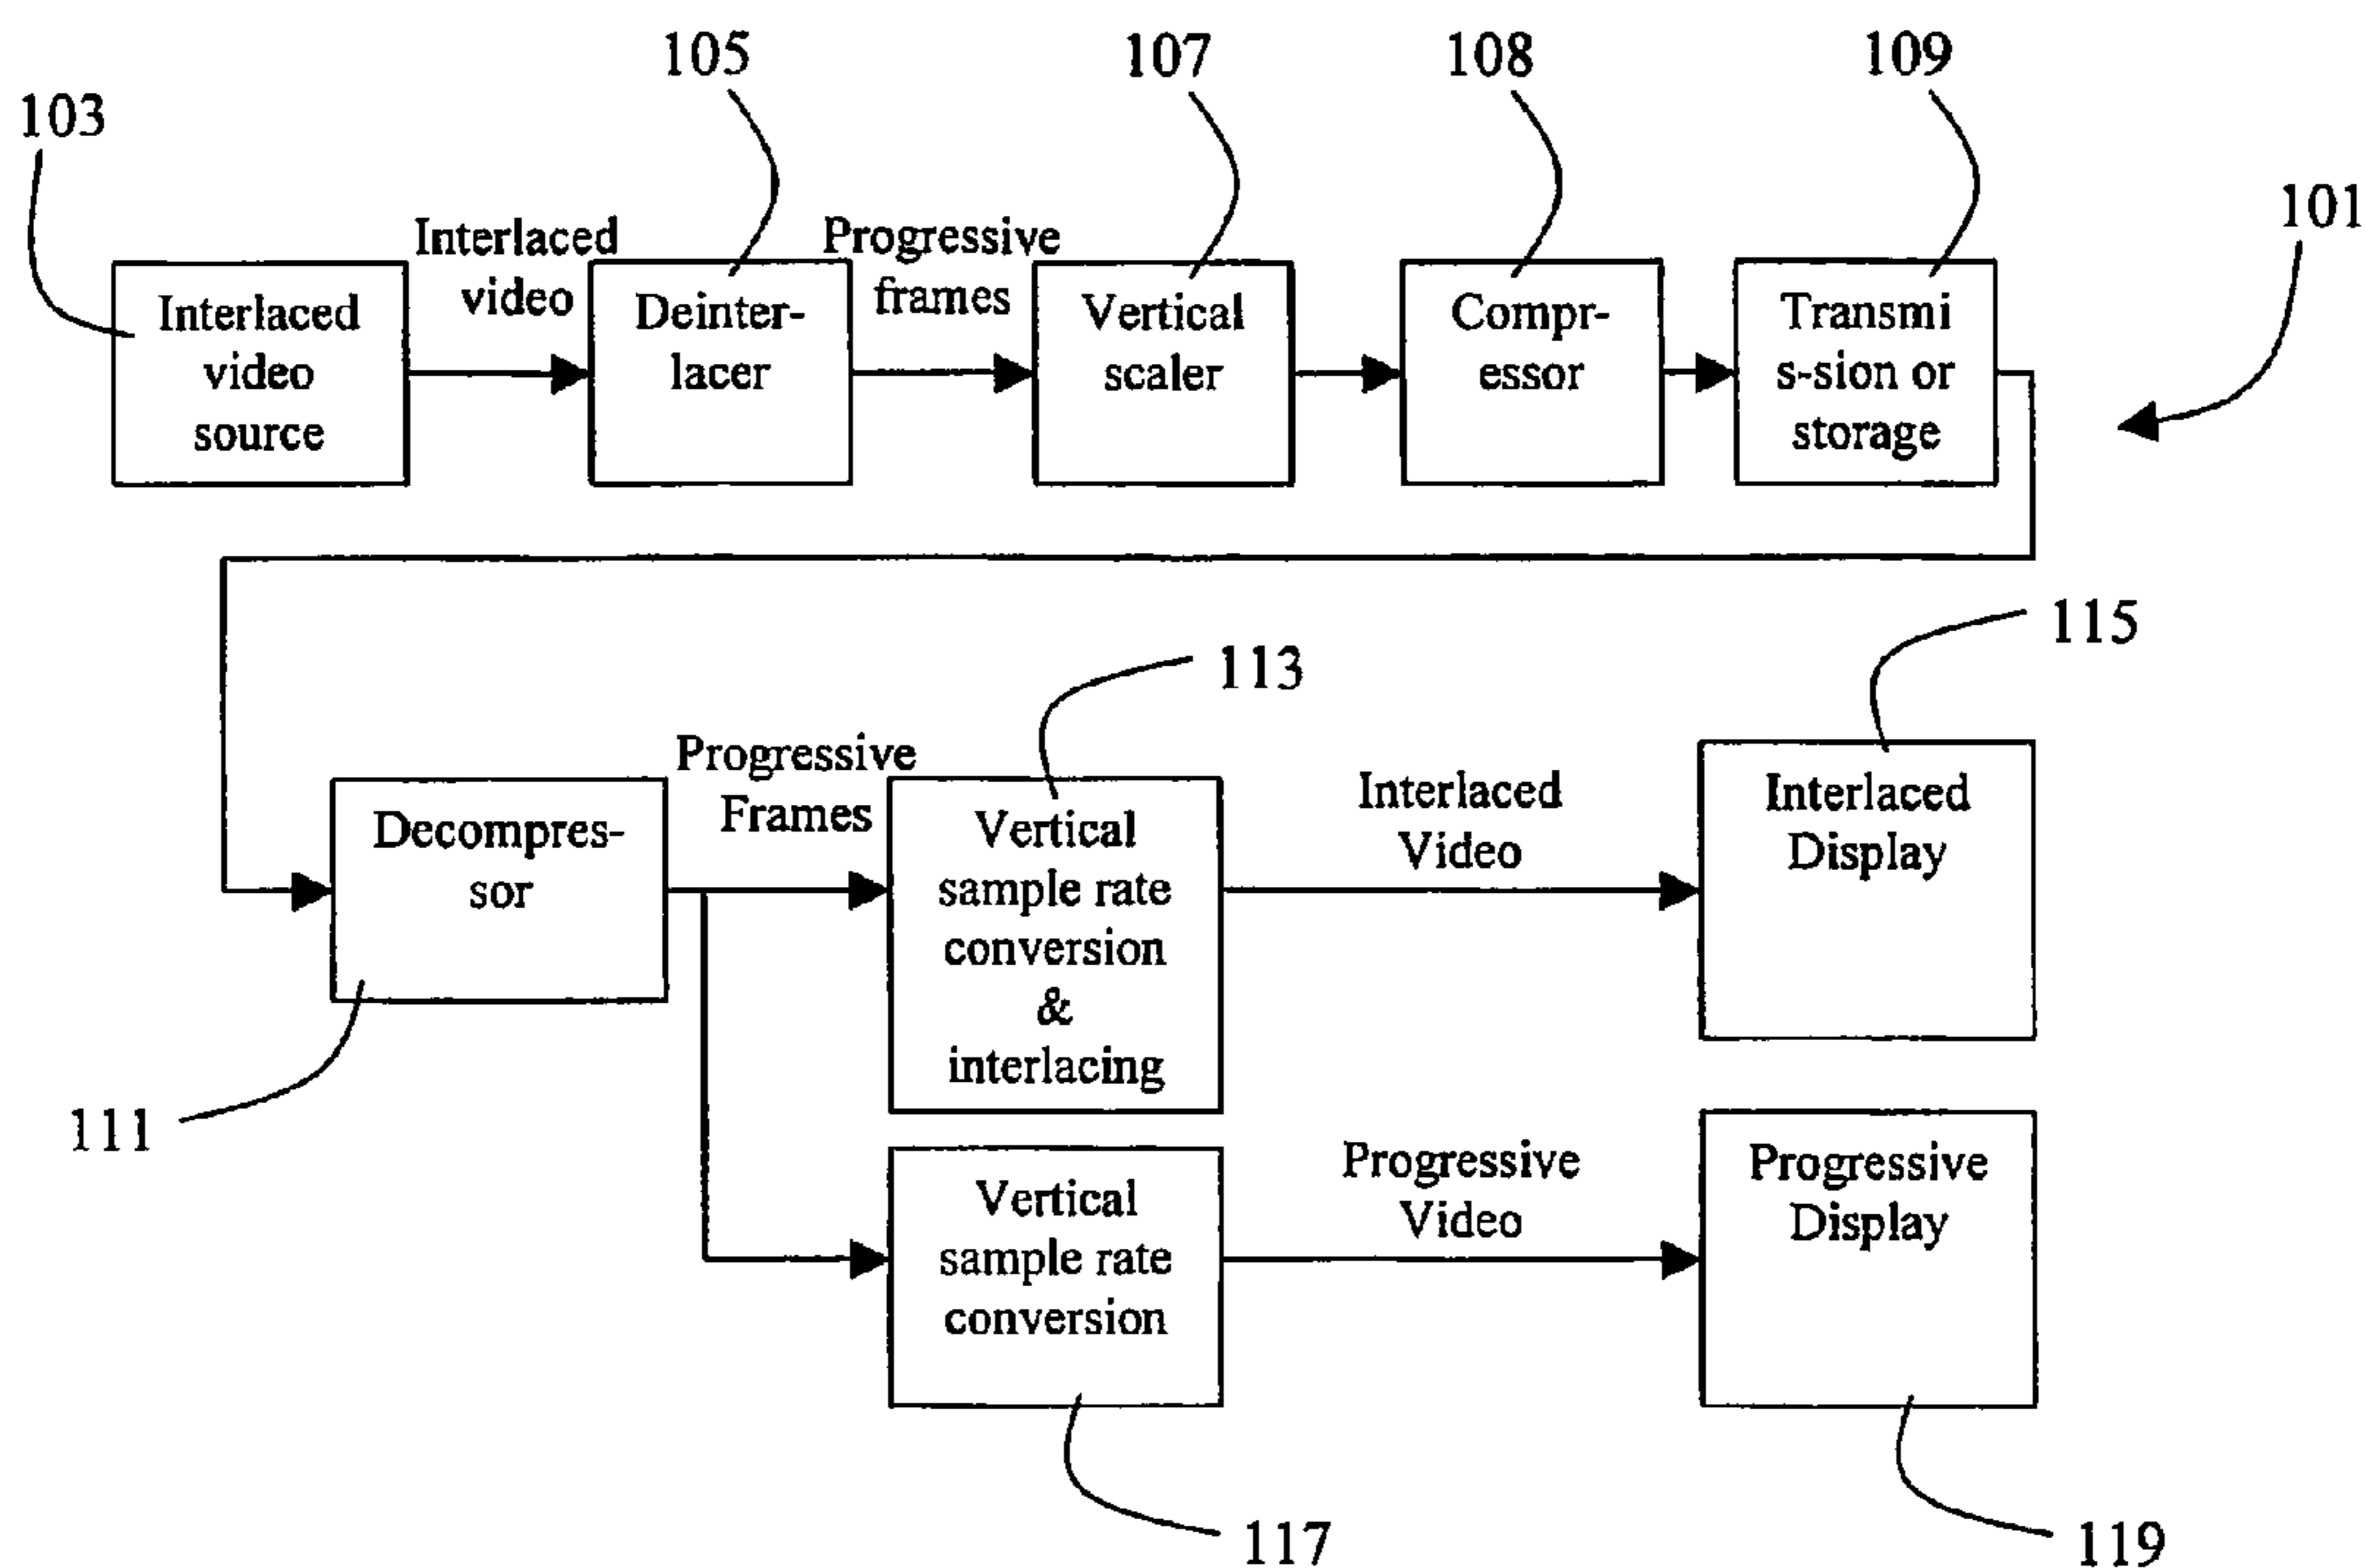 105
107
108
109
103
101
Interlaced
video
Progressive
frames
Interlaced
video
source
Deinter-
lacer
Vertical
scaler
Compr-
essor
Transmi
s-sion or
storage
115
113
Progressive
Frames
Interlaced
Video
Decompres-
sor
Vertical
sample rate
conversion
&
interlacing
Interlaced
Display
111
Vertical
sample rate
conversion
Progressive
Video
Progressive
Display
117
119